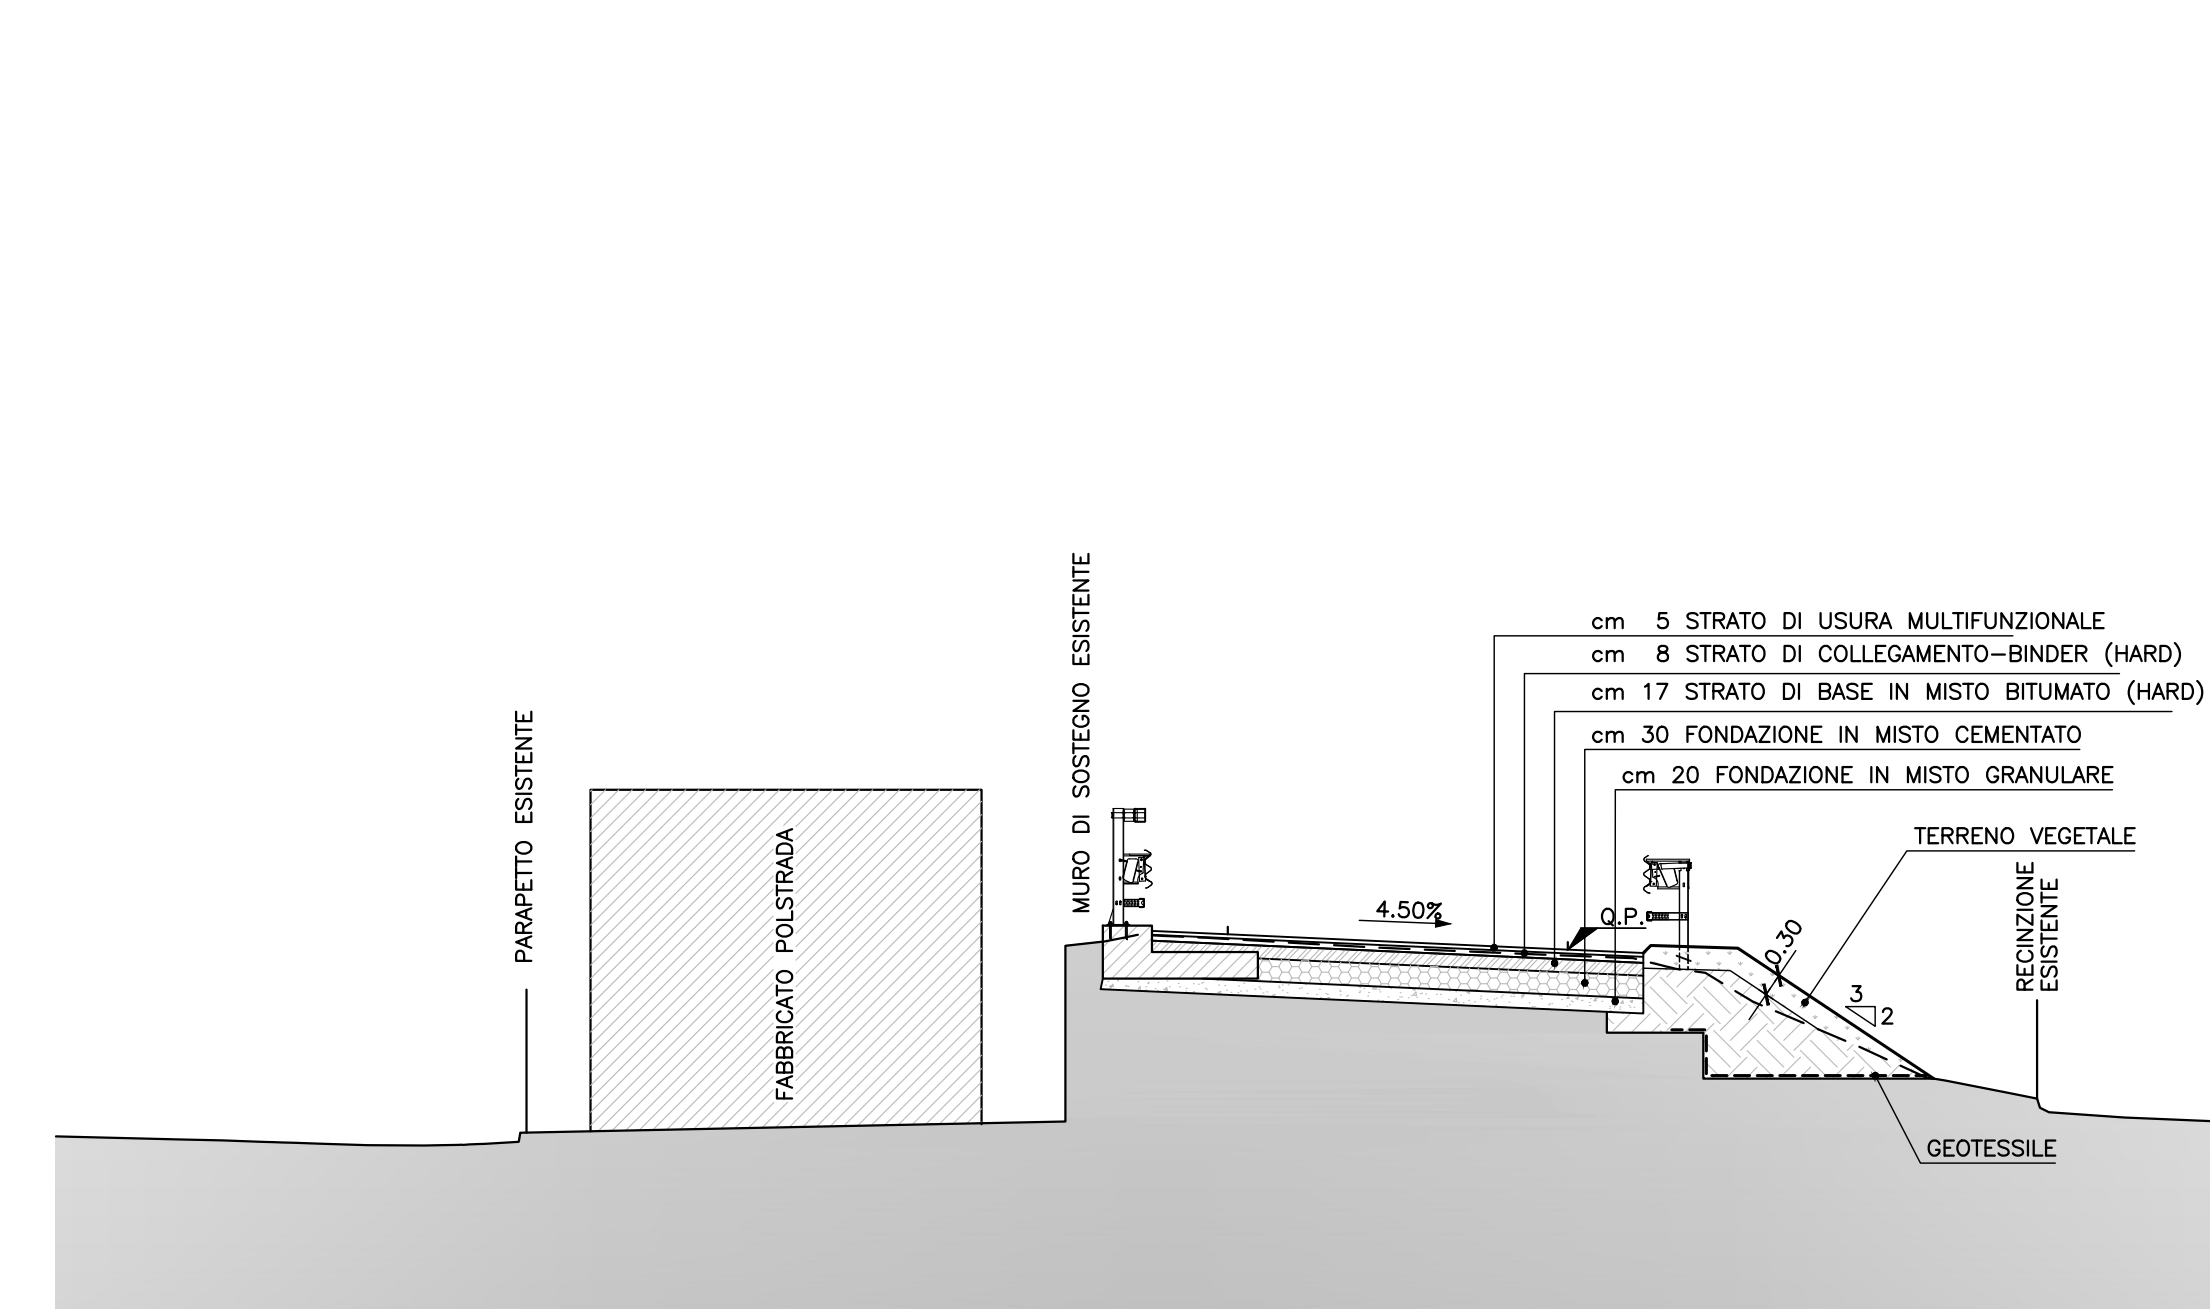 cm 5 STRATO DI USURA MULTIFUNZIONALE
cm 8 STRATO DI COLLEGAMENTO-BINDER (HARD)
cm 17 STRATO DI BASE IN MISTO BITUMATO (HARD)
cm 30 FONDAZIONE IN MISTO CEMENTATO
cm 20 FONDAZIONE IN MISTO GRANULARE
TERRENO VEGETALE
PARAPETTO ESISTENTE
FABBRICATO POLSTRADA
MURO DI SOSTEGNO ESISTENTE
4.50%
Q.P.
0.30
3
2
RECINZIONE
ESISTENTE
GEOTESSILE